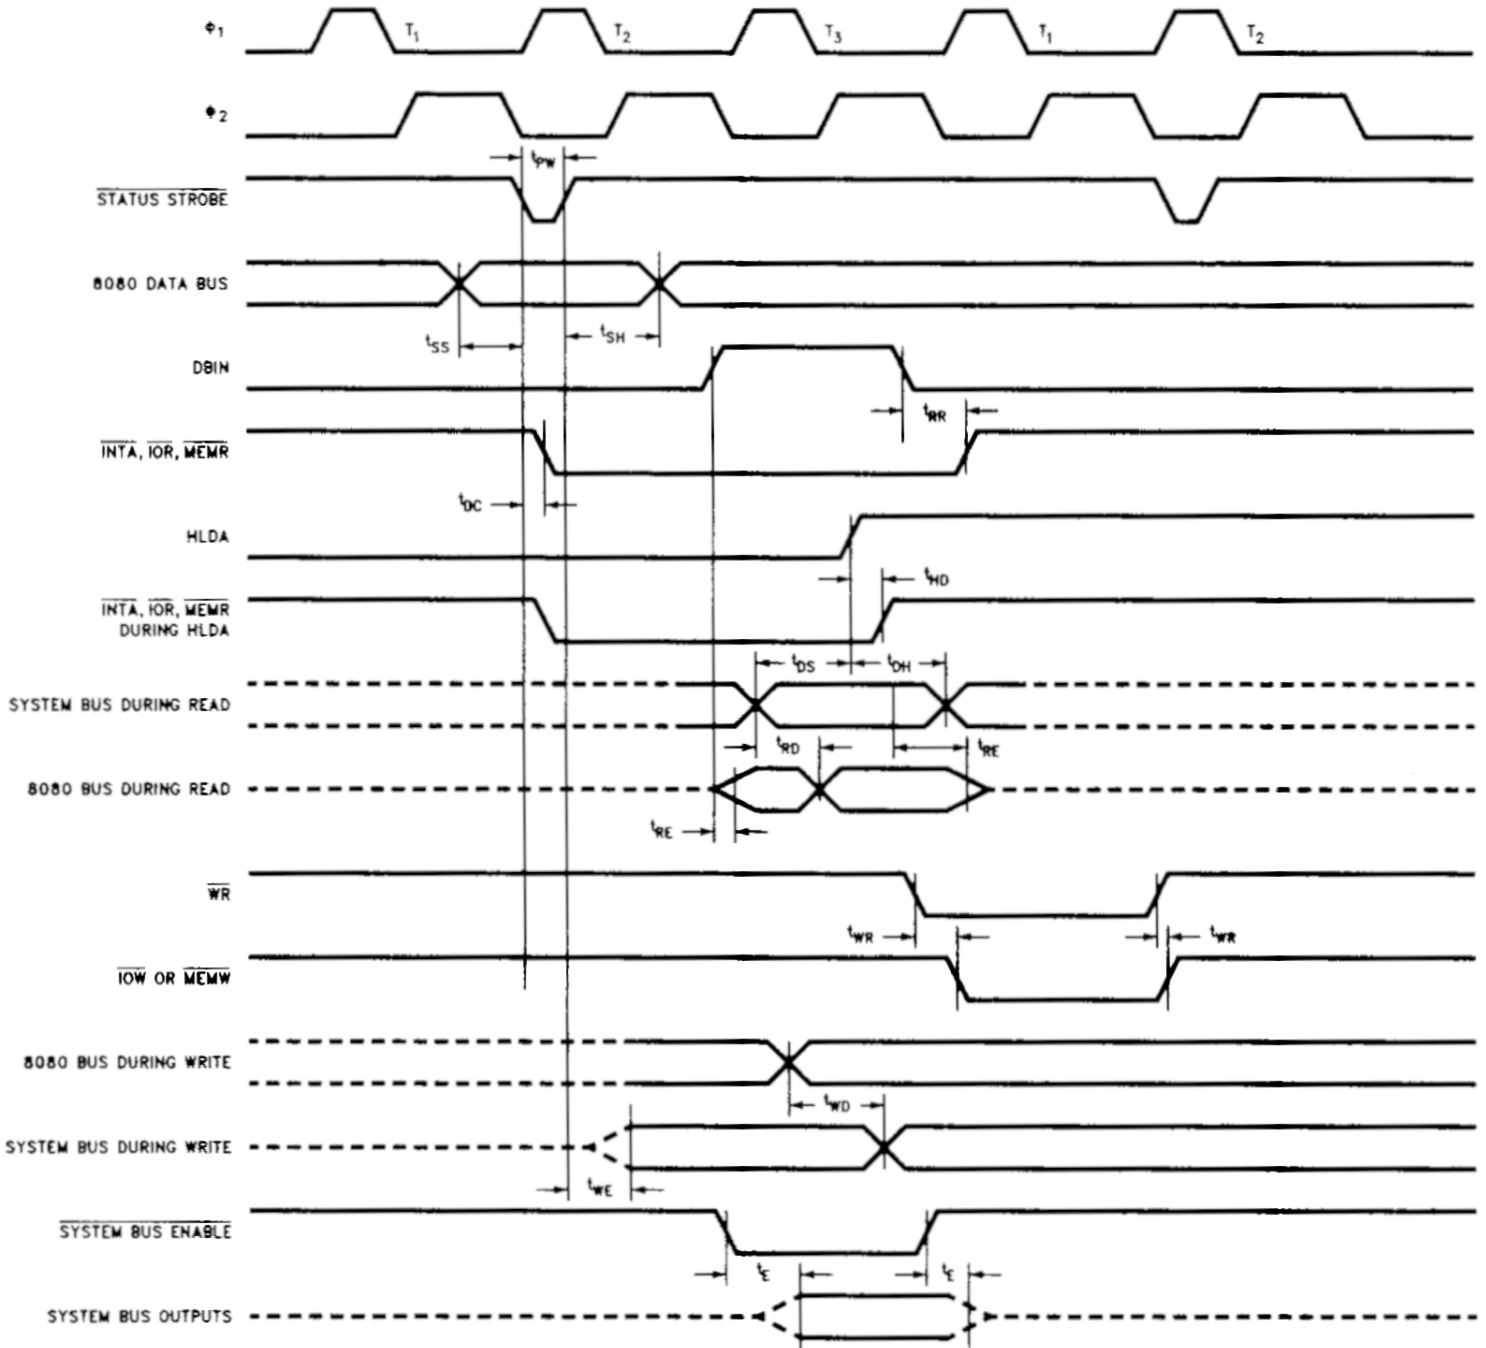 Φ1 T1 T2 T3 T1 T2
Φ2
tPW
STATUS STROBE
8080 DATA BUS
tSS tSH
DBIN
tRR
INTA, IOR, MEMR
tDC
HLDA
tHD
INTA, IOR, MEMR
DURING HLDA
tDS tDH
SYSTEM BUS DURING READ
tRD tRE
8080 BUS DURING READ
tRE
WR
tWR tWR
IOW OR MEMW
8080 BUS DURING WRITE
tWD
SYSTEM BUS DURING WRITE
tWE
SYSTEM BUS ENABLE
tE tE
SYSTEM BUS OUTPUTS